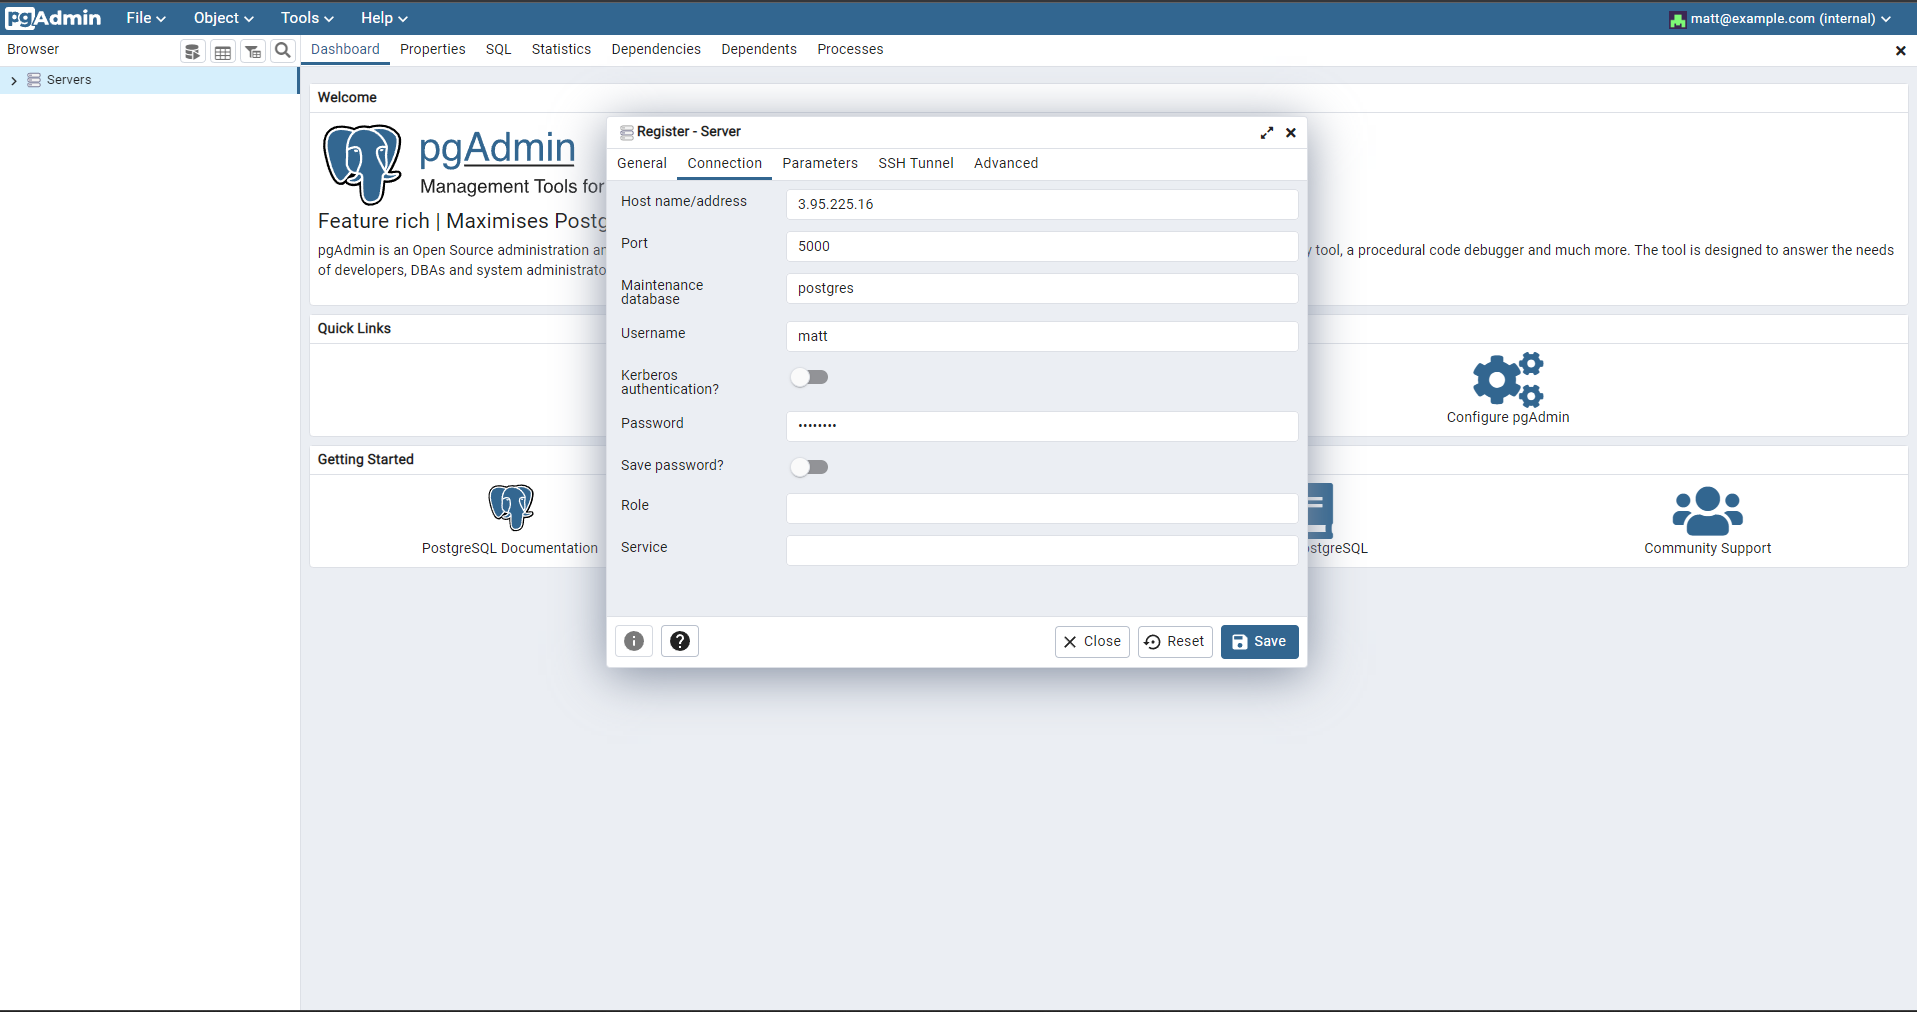 pgAdmin File Object Tools Help matt@example.com (internal)
Browser Dashboard Properties SQL Statistics Dependencies Dependents Processes
Servers
Welcome
pgAdmin
Management Tools for
Feature rich | Maximises Postg
pgAdmin is an Open Source administration an
y tool, a procedural code debugger and much more. The tool is designed to answer the needs
of developers, DBAs and system administrato
Quick Links
Configure pgAdmin
Getting Started
PostgreSQL Documentation
stgreSQL
Community Support
Register - Server
General Connection Parameters SSH Tunnel Advanced
Host name/address 3.95.225.16
Port 5000
Maintenance
database
postgres
Username matt
Kerberos
authentication?
Password ••••••••
Save password?
Role
Service
Close Reset Save